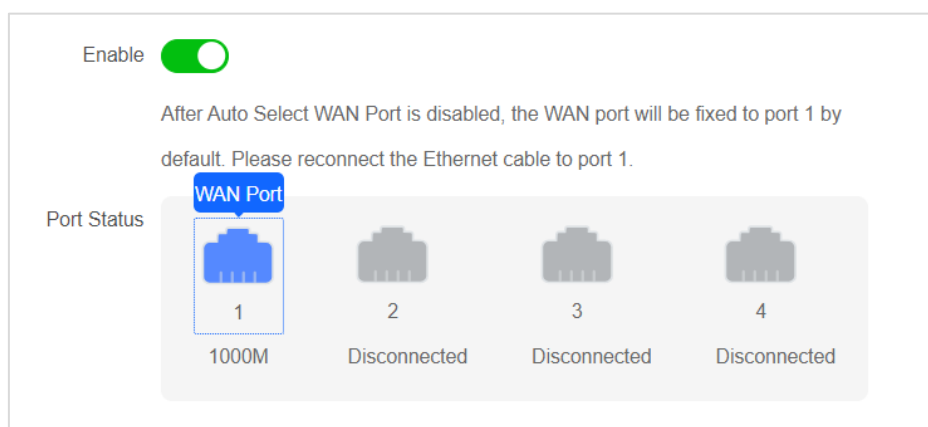 Enable
After Auto Select WAN Port is disabled, the WAN port will be fixed to port 1 by
default. Please reconnect the Ethernet cable to port 1.
WAN Port
Port Status
1 2 3 4
1000M Disconnected Disconnected Disconnected